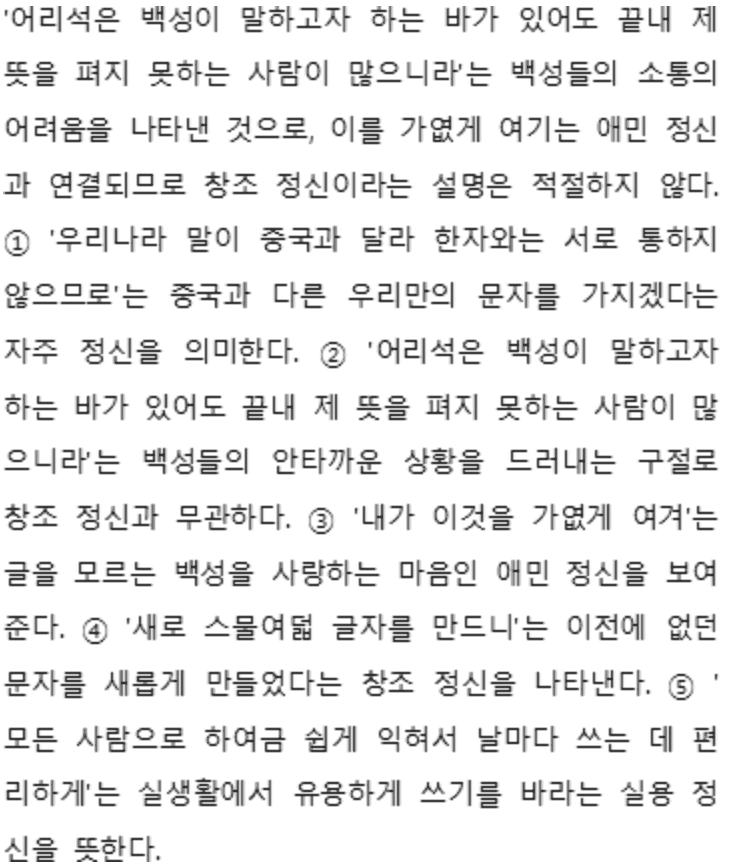 '어리석은 백성이 말하고자 하는 바가 있어도 끝내 제
뜻을 펴지 못하는 사람이 많으니라'는 백성들의 소통의
어려움을 나타낸 것으로, 이를 가엾게 여기는 애민 정신
과 연결되므로 창조 정신이라는 설명은 적절하지 않다.
① '우리나라 말이 중국과 달라 한자와는 서로 통하지
않으므로'는 중국과 다른 우리만의 문자를 가지겠다는
자주 정신을 의미한다. ② '어리석은 백성이 말하고자
하는 바가 있어도 끝내 제 뜻을 펴지 못하는 사람이 많
으니라'는 백성들의 안타까운 상황을 드러내는 구절로
창조 정신과 무관하다. ③ '내가 이것을 가엾게 여겨'는
글을 모르는 백성을 사랑하는 마음인 애민 정신을 보여
준다. ④ '새로 스물여덟 글자를 만드니'는 이전에 없던
문자를 새롭게 만들었다는 창조 정신을 나타낸다. ⑤ '
모든 사람으로 하여금 쉽게 익혀서 날마다 쓰는 데 편
리하게'는 실생활에서 유용하게 쓰기를 바라는 실용 정
신을 뜻한다.